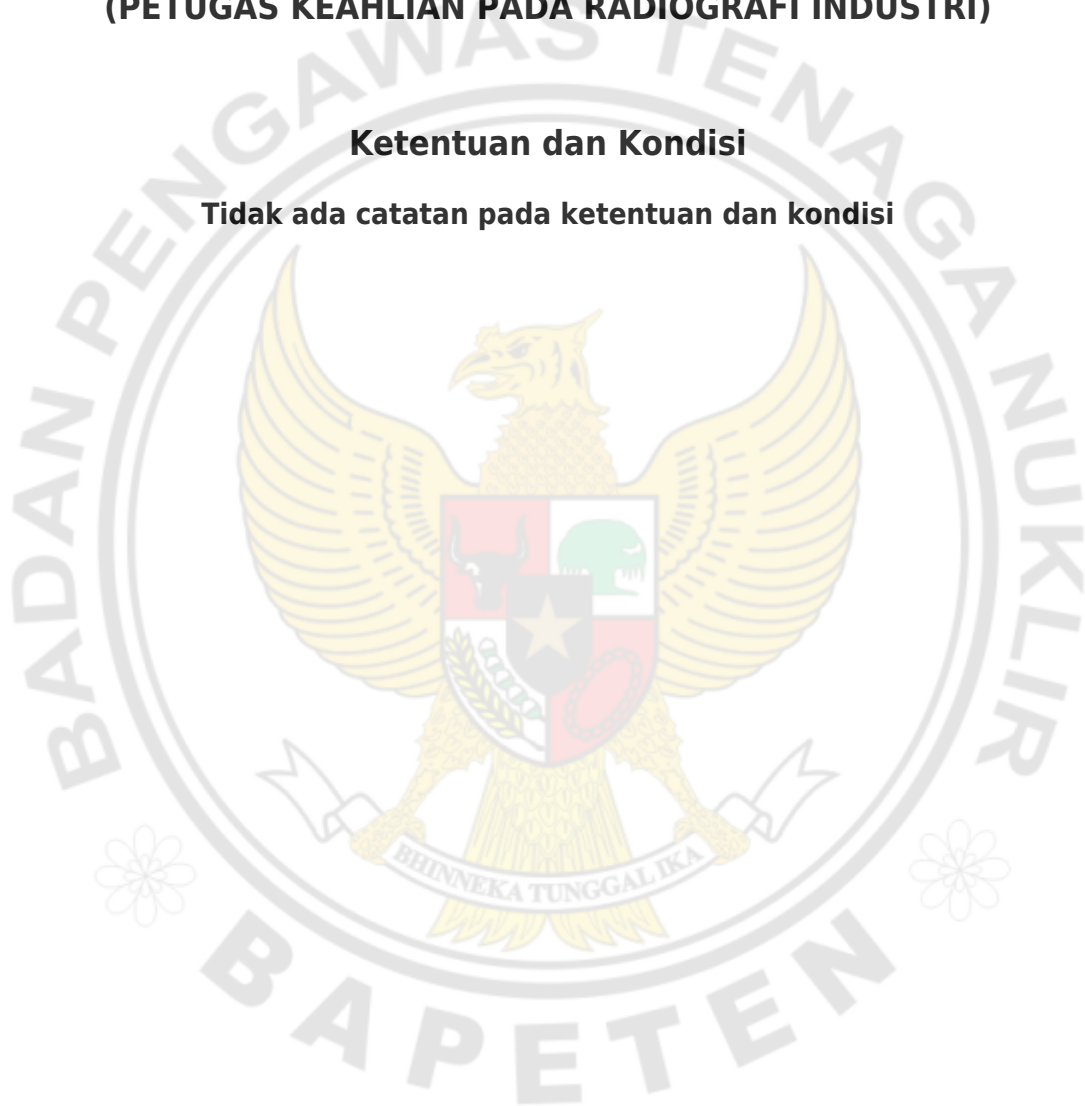 (PETUGAS KEAHLIAN PADA RADIOGRAFI INDUSTRI)
Ketentuan dan Kondisi
Tidak ada catatan pada ketentuan dan kondisi
BADAN PENGAWAS TENAGA NUKLIR
BHINNEKA TUNGGAL IKA
BAPETEN